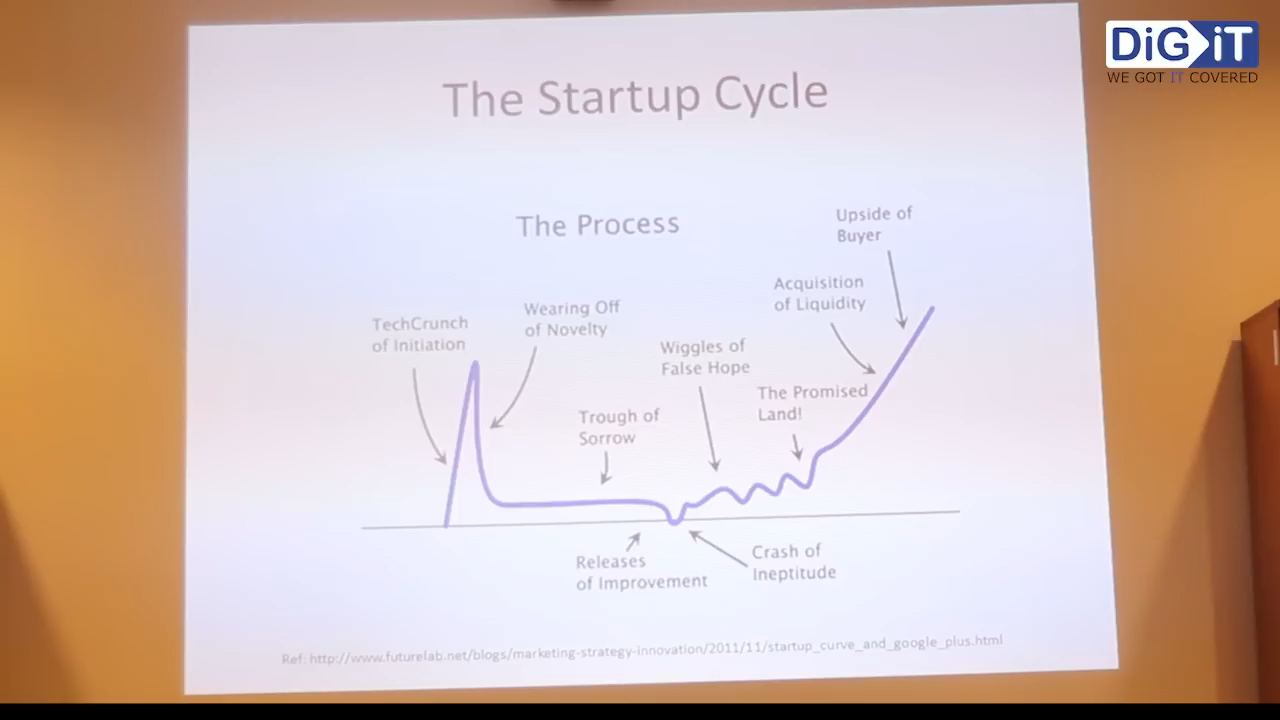 DiG iT
WE GOT IT COVERED
The Startup Cycle
The Process
Upside of
Buyer
Acquisition
of Liquidity
Wearing Off
of Novelty
TechCrunch
of Initiation
Wiggles of
False Hope
The Promised
Land!
Trough of
Sorrow
Releases
of Improvement
Crash of
Ineptitude
Ref: http://www.futurelab.net/blogs/marketing-strategy-innovation/2011/11/startup_curve_and_google_plus.html